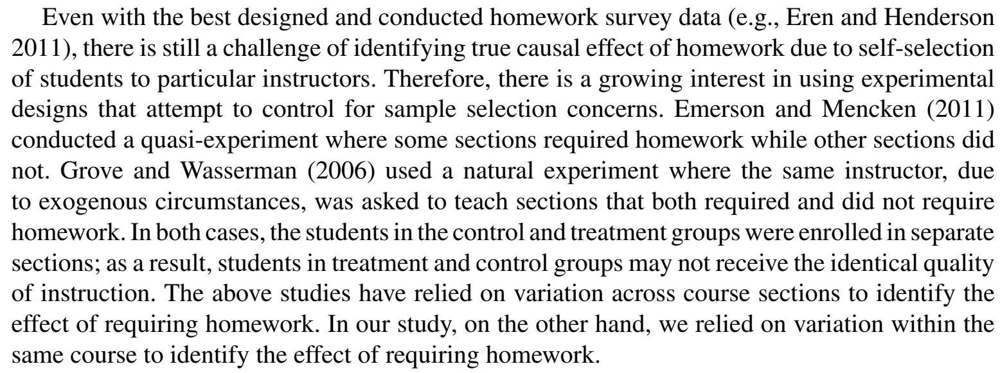 Even with the best designed and conducted homework survey data (e.g., Eren and Henderson
2011), there is still a challenge of identifying true causal effect of homework due to self-selection
of students to particular instructors. Therefore, there is a growing interest in using experimental
designs that attempt to control for sample selection concerns. Emerson and Mencken (2011)
conducted a quasi-experiment where some sections required homework while other sections did
not. Grove and Wasserman (2006) used a natural experiment where the same instructor, due
to exogenous circumstances, was asked to teach sections that both required and did not require
homework. In both cases, the students in the control and treatment groups were enrolled in separate
sections; as a result, students in treatment and control groups may not receive the identical quality
of instruction. The above studies have relied on variation across course sections to identify the
effect of requiring homework. In our study, on the other hand, we relied on variation within the
same course to identify the effect of requiring homework.